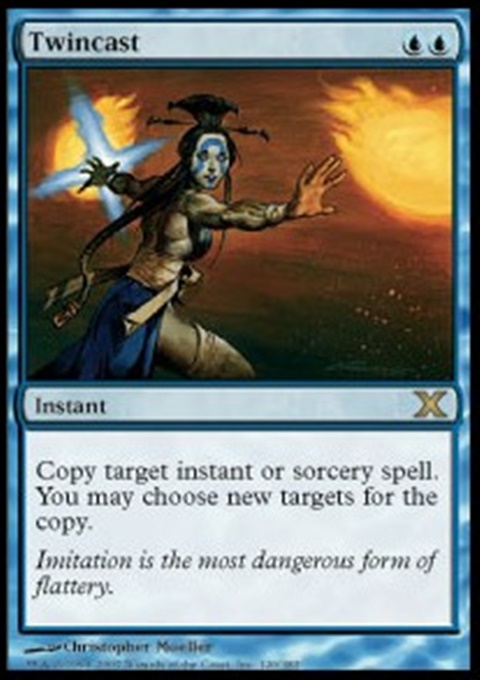 Twincast
Instant
Copy target instant or sorcery spell.
You may choose new targets for the
copy.
Imitation is the most dangerous form of
flattery.
Christopher Moeller